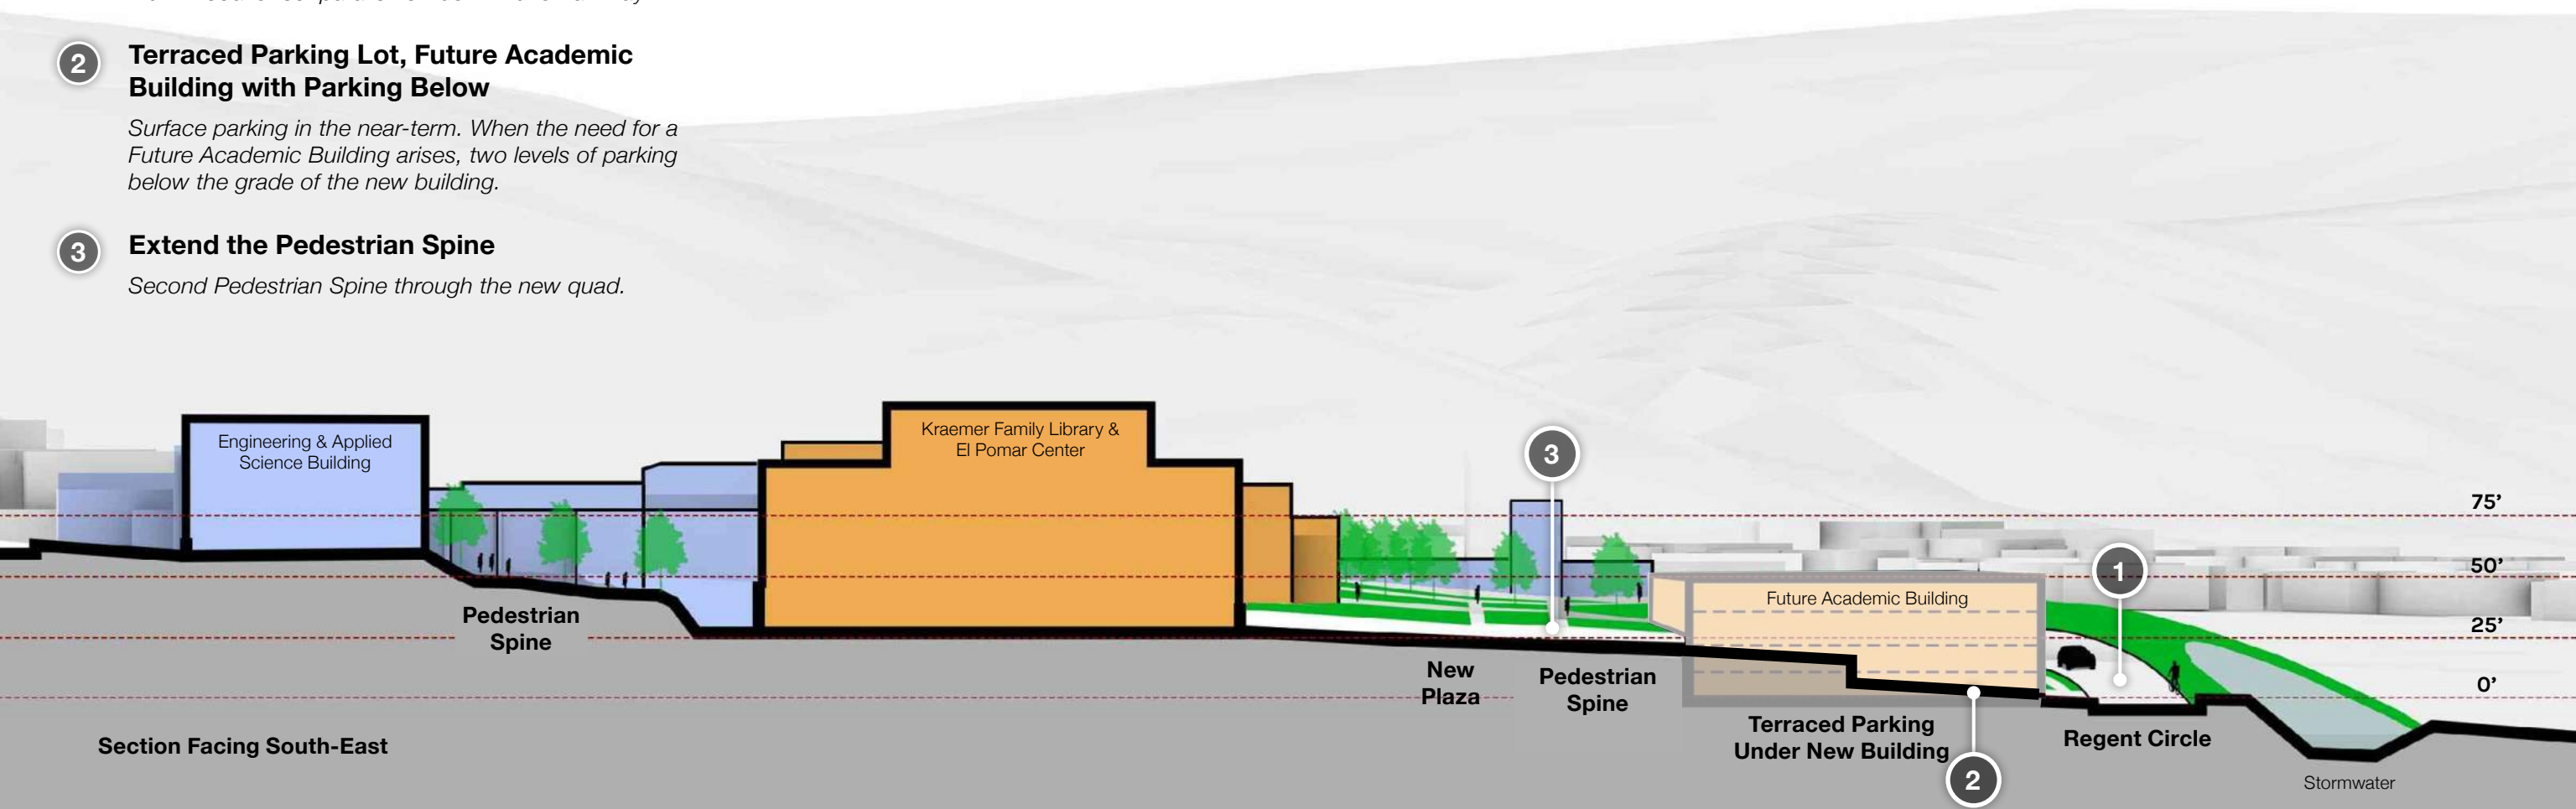 2
Terraced Parking Lot, Future Academic
Building with Parking Below
Surface parking in the near-term. When the need for a
Future Academic Building arises, two levels of parking
below the grade of the new building.
3
Extend the Pedestrian Spine
Second Pedestrian Spine through the new quad.
Engineering & Applied
Science Building
Kraemer Family Library &
El Pomar Center
3
75’
50’
1
Future Academic Building
25’
Pedestrian
Spine
New
Plaza
Pedestrian
Spine
0’
Terraced Parking
Under New Building
Regent Circle
Section Facing South-East
2
Stormwater